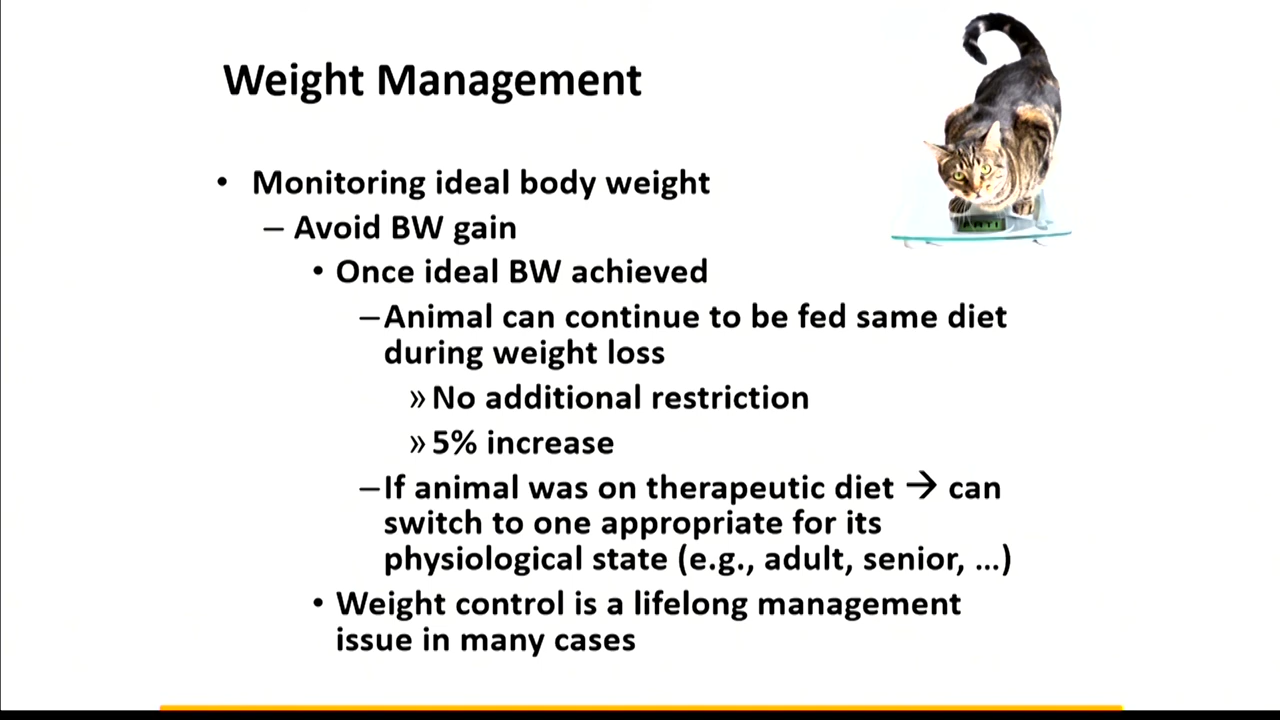 Weight Management
• Monitoring ideal body weight
– Avoid BW gain
• Once ideal BW achieved
–Animal can continue to be fed same diet
during weight loss
» No additional restriction
» 5% increase
–If animal was on therapeutic diet → can
switch to one appropriate for its
physiological state (e.g., adult, senior, ...)
• Weight control is a lifelong management
issue in many cases